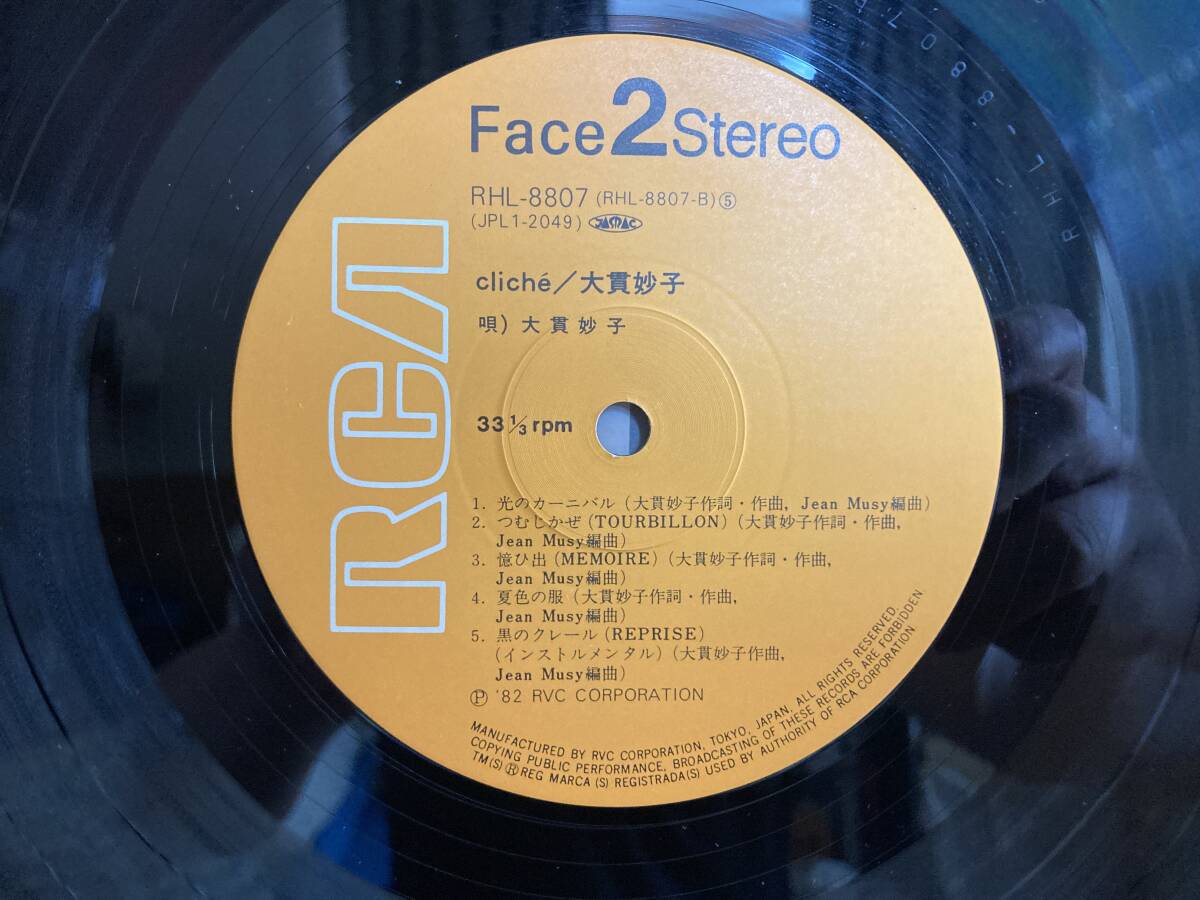 Face2Stereo
RHL-8807 (RHL-8807-B)⑤
(JPL1-2049) JASRAC
cliché／大貫妙子
唄) 大貫妙子
33 1/3 rpm
RCA
1. 光のカーニバル (大貫妙子作詞・作曲, Jean Musy編曲)
2. つむじかぜ (TOURBILLON) (大貫妙子作詞・作曲,
Jean Musy編曲)
3. 憶ひ出 (MEMOIRE) (大貫妙子作詞・作曲,
Jean Musy編曲)
4. 夏色の服 (大貫妙子作詞・作曲,
Jean Musy編曲)
5. 黒のクレール (REPRISE)
(インストルメンタル) (大貫妙子作曲,
Jean Musy編曲)
Ⓟ '82 RVC CORPORATION
MANUFACTURED BY RVC CORPORATION, TOKYO, JAPAN, ALL RIGHTS RESERVED.
COPYING PUBLIC PERFORMANCE, BROADCASTING OF THESE RECORDS ARE FORBIDDEN
TM(S) Ⓡ REG MARCA (S) REGISTRADA(S) USED BY AUTHORITY OF RCA CORPORATION
RHL-8807